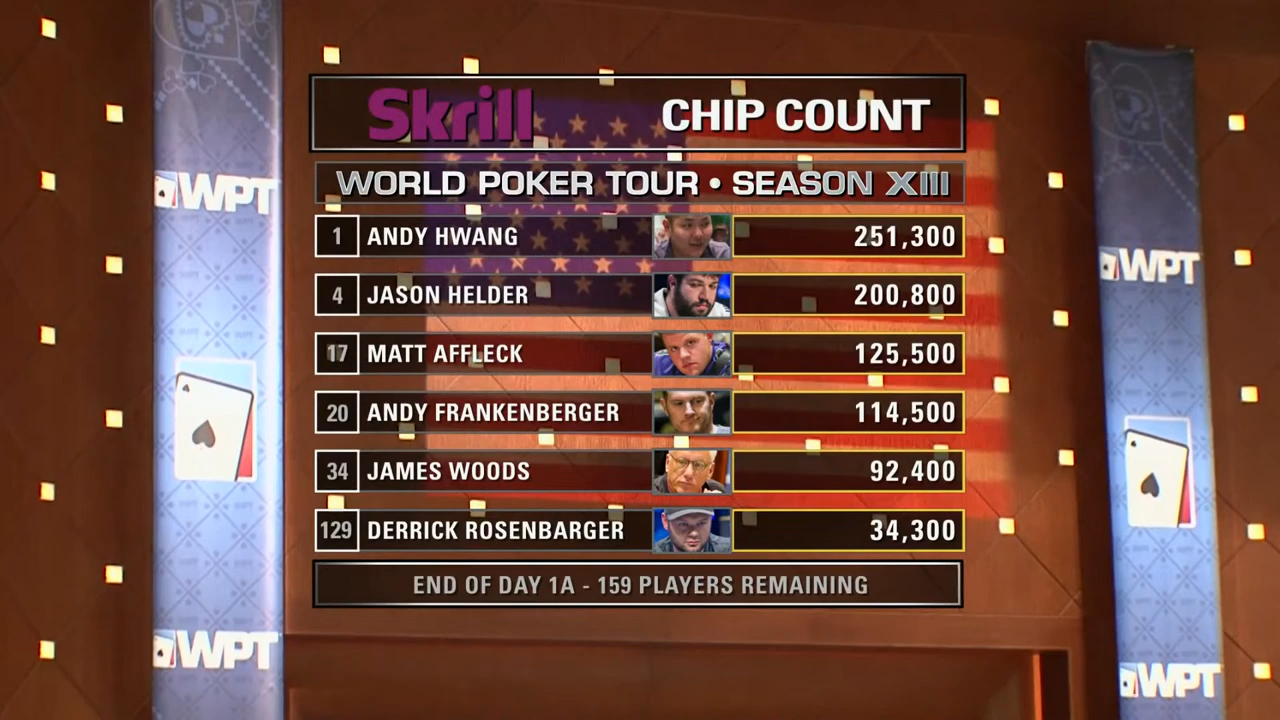 Skrill CHIP COUNT
WORLD POKER TOUR • SEASON XIII
WPT
WPT
1 ANDY HWANG 251,300
4 JASON HELDER 200,800
17 MATT AFFLECK 125,500
20 ANDY FRANKENBERGER 114,500
34 JAMES WOODS 92,400
129 DERRICK ROSENBARGER 34,300
END OF DAY 1A - 159 PLAYERS REMAINING
WPT
WPT